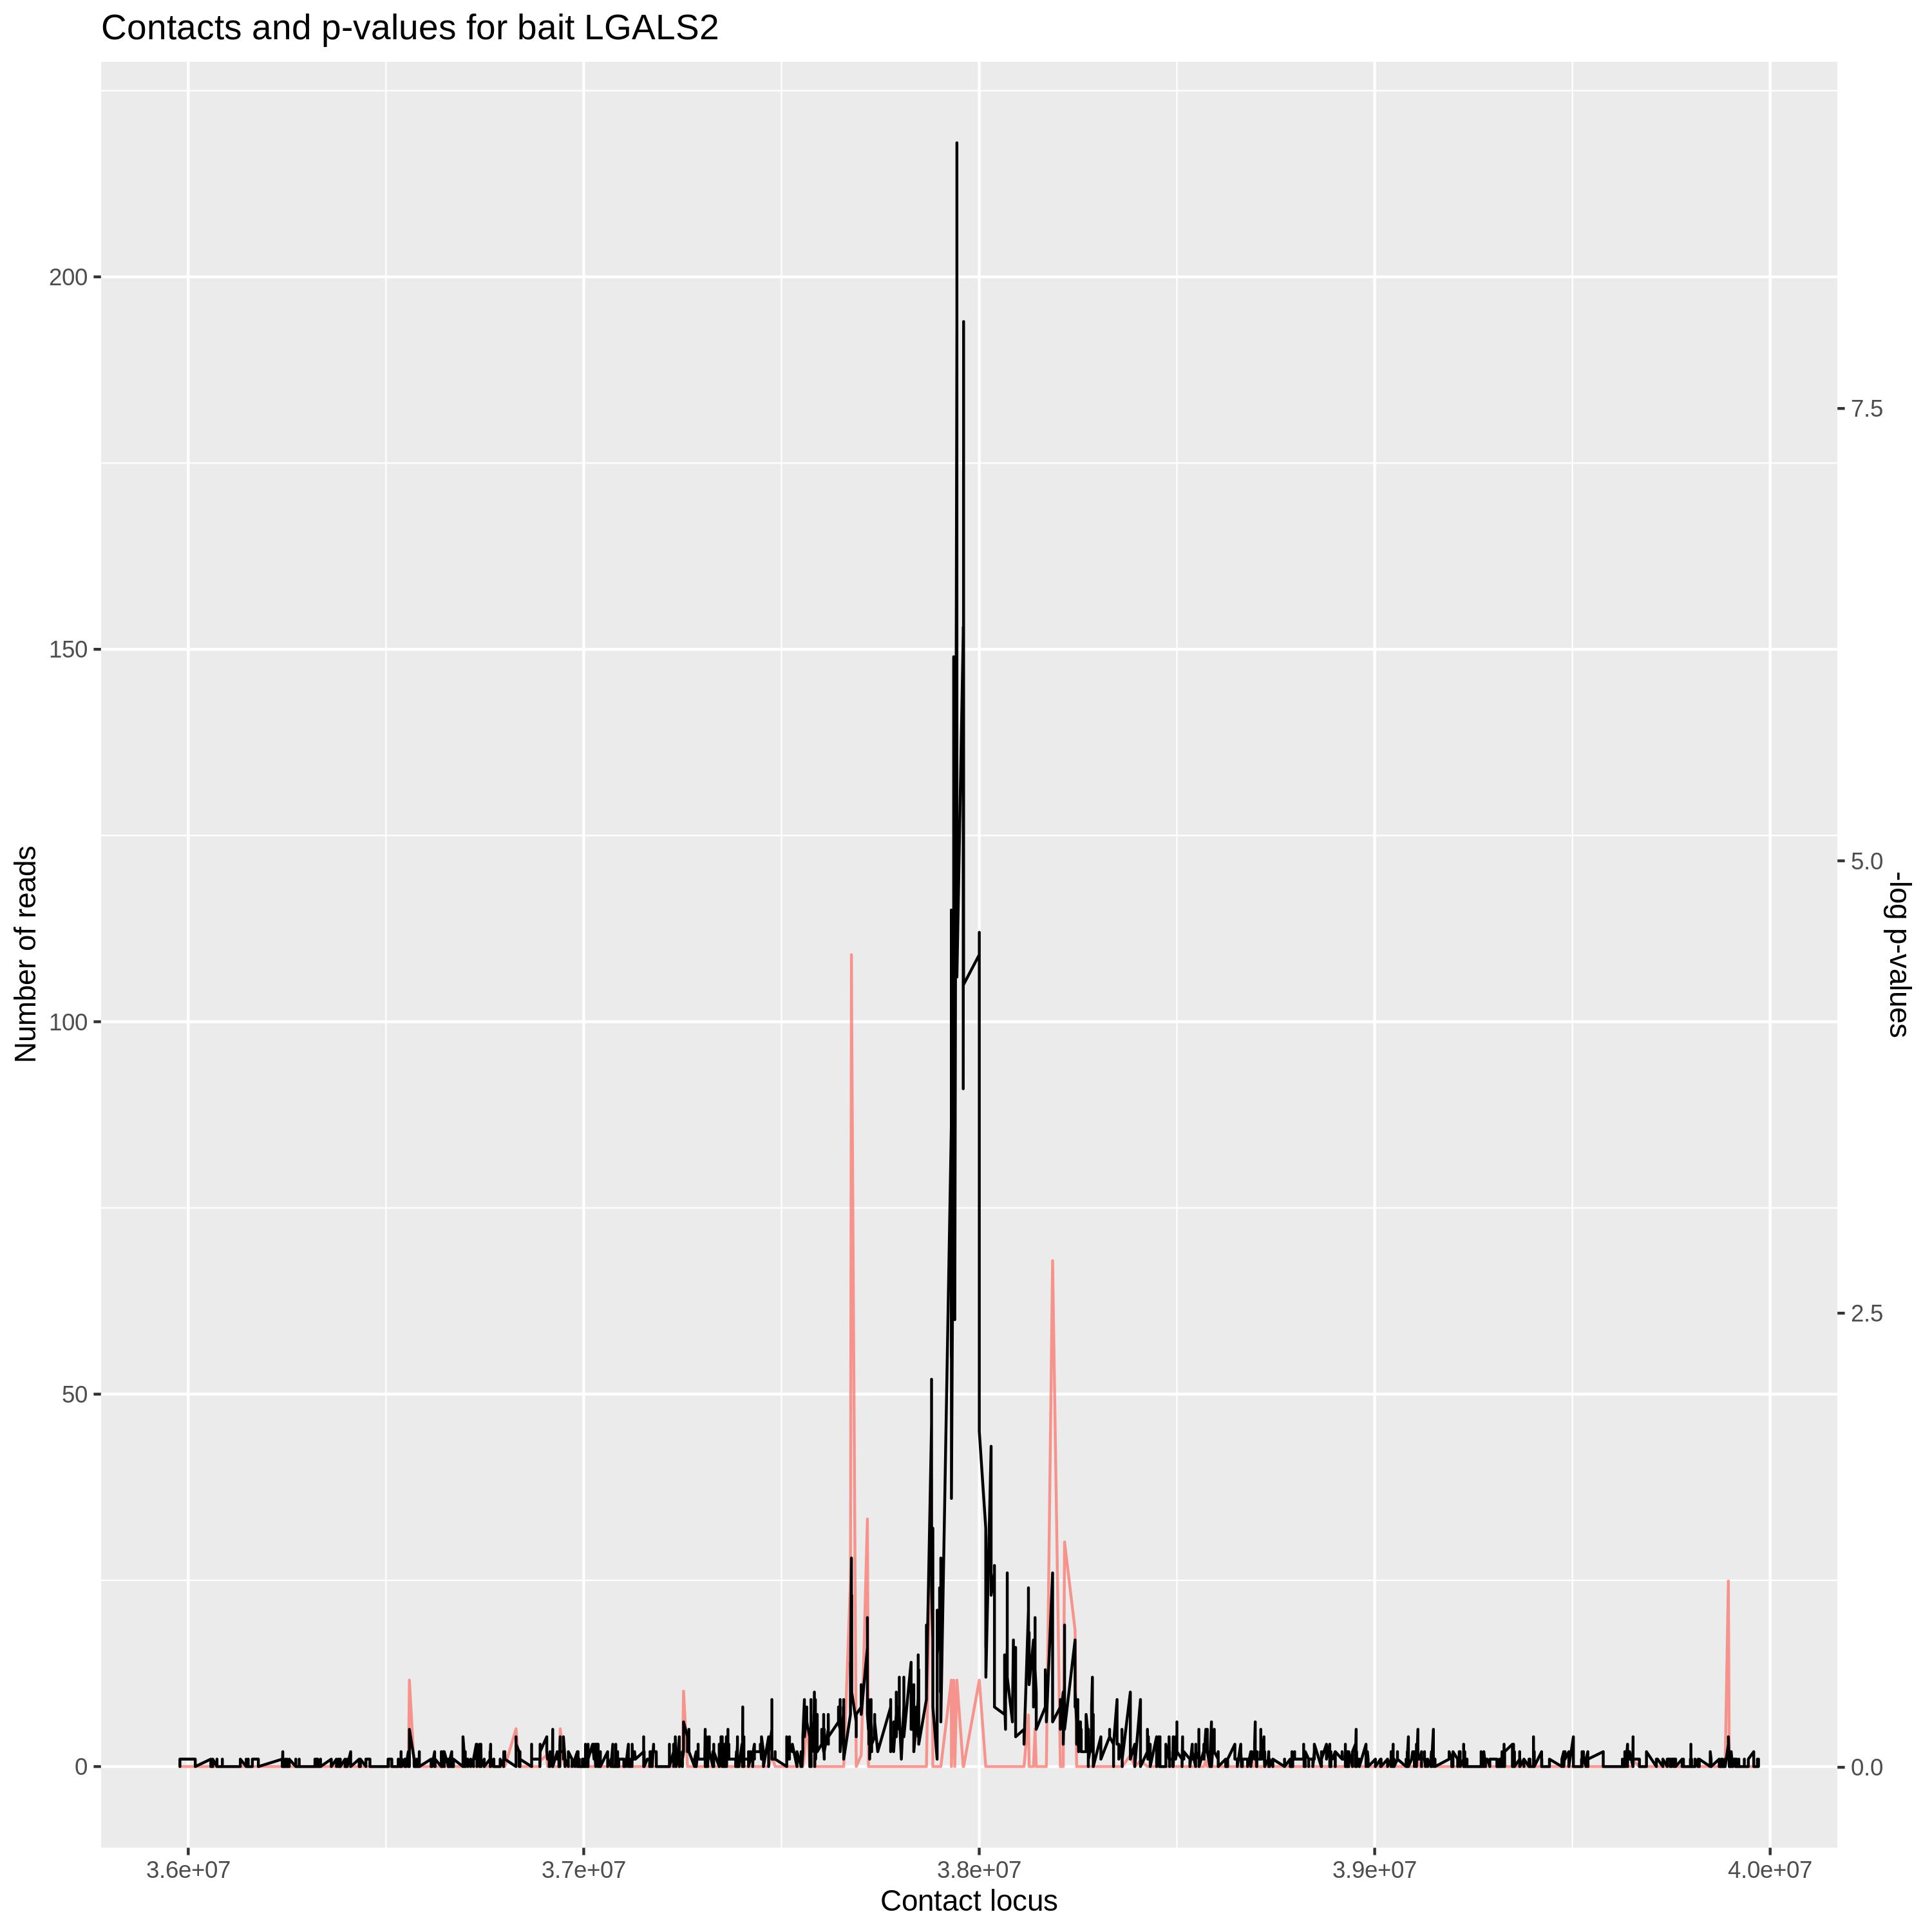 Contacts and p-values for bait LGALS2
200
150
100
50
0
Number of reads
7.5
5.0
2.5
0.0
-log p-values
3.6e+07
3.7e+07
3.8e+07
3.9e+07
4.0e+07
Contact locus